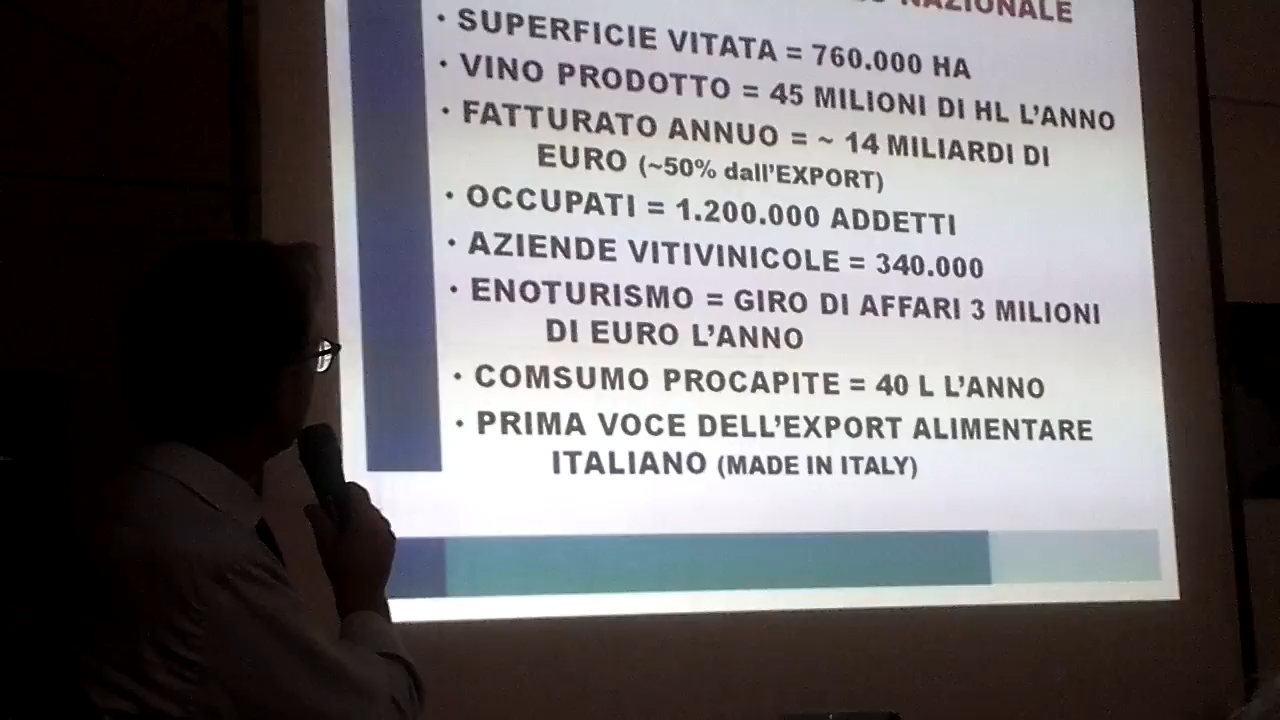 NAZIONALE
• SUPERFICIE VITATA = 760.000 HA
• VINO PRODOTTO = 45 MILIONI DI HL L'ANNO
• FATTURATO ANNUO = ~ 14 MILIARDI DI
EURO (~50% dall'EXPORT)
• OCCUPATI = 1.200.000 ADDETTI
• AZIENDE VITIVINICOLE = 340.000
• ENOTURISMO = GIRO DI AFFARI 3 MILIONI
DI EURO L'ANNO
• COMSUMO PROCAPITE = 40 L L'ANNO
• PRIMA VOCE DELL'EXPORT ALIMENTARE
ITALIANO (MADE IN ITALY)